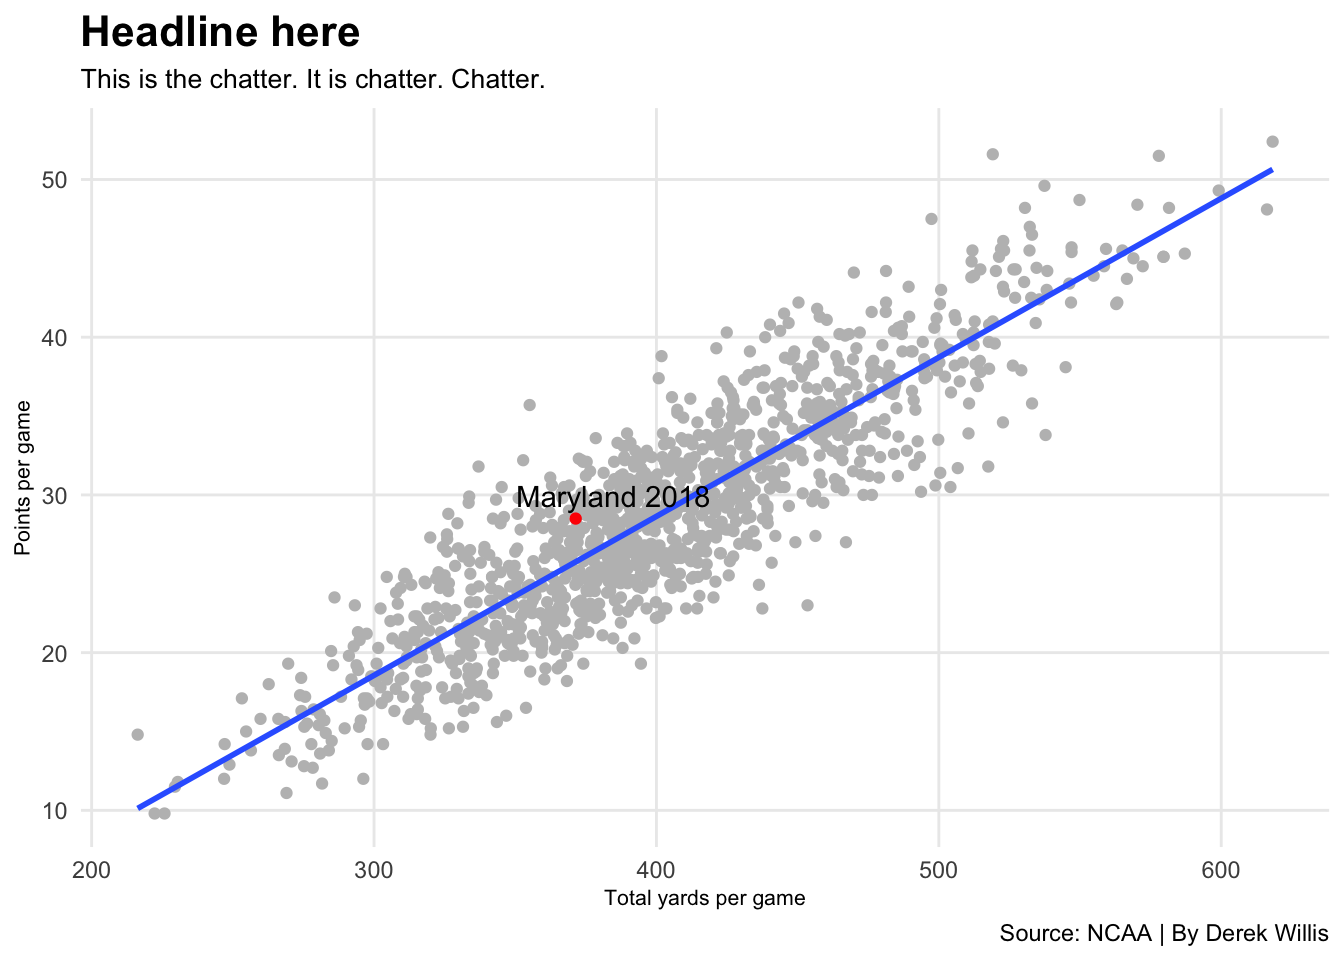 Headline here
This is the chatter. It is chatter. Chatter.
Points per game
50
40
30
20
10
Maryland 2018
200 300 400 500 600
Total yards per game
Source: NCAA | By Derek Willis